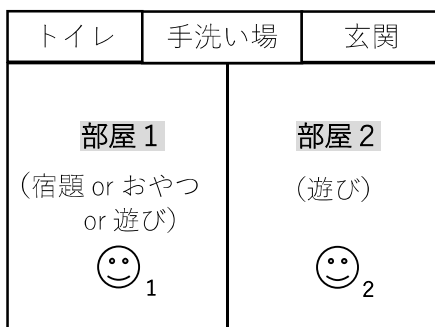 トイレ
手洗い場
玄関
部屋1
(宿題 or おやつ
or 遊び)
1
部屋2
(遊び)
2